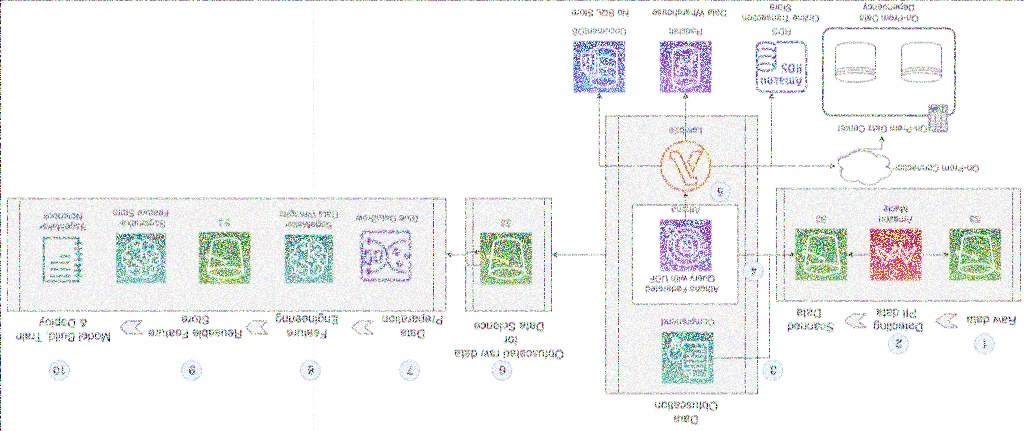 1
2
3
4
5
6
7
8
9
10
Raw data
Detecting
PII data
Scanned
Data
S3
Amazon
Macie
S3
Data
Obfuscation
Comprehend
Athena Federated
Query with UDF
Athena
Lambda
Obfuscated raw data
for
Data Science
S3
Data
Preparation
Feature
Engineering
Reusable Feature
Store
Model Build, Train
& Deploy
Glue DataBrew
SageMaker
Data Wrangler
S3
SageMaker
Feature Store
SageMaker
Notebook
On-Prem Connection
On-Prem Data Center
On-Prem Data
Dependency
Amazon
RDS
RDS
Online Transaction
Store
Redshift
Data Wharehouse
DocumentDB
No SQL Store